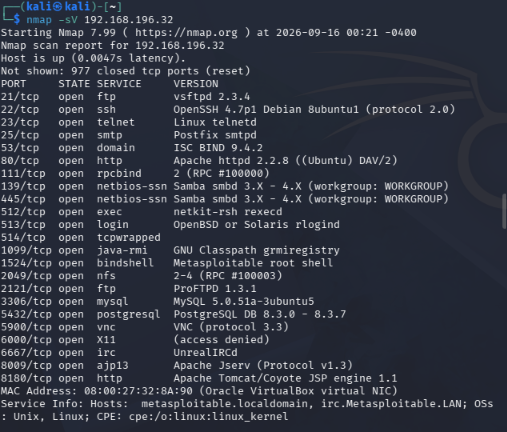 ┌──(kali㉿kali)-[~]
└─$ nmap -sV 192.168.196.32
Starting Nmap 7.99 ( https://nmap.org ) at 2026-09-16 00:21 -0400
Nmap scan report for 192.168.196.32
Host is up (0.0047s latency).
Not shown: 977 closed tcp ports (reset)
PORT     STATE SERVICE     VERSION
21/tcp   open  ftp         vsftpd 2.3.4
22/tcp   open  ssh         OpenSSH 4.7p1 Debian 8ubuntu1 (protocol 2.0)
23/tcp   open  telnet      Linux telnetd
25/tcp   open  smtp        Postfix smtpd
53/tcp   open  domain      ISC BIND 9.4.2
80/tcp   open  http        Apache httpd 2.2.8 ((Ubuntu) DAV/2)
111/tcp  open  rpcbind     2 (RPC #100000)
139/tcp  open  netbios-ssn Samba smbd 3.X - 4.X (workgroup: WORKGROUP)
445/tcp  open  netbios-ssn Samba smbd 3.X - 4.X (workgroup: WORKGROUP)
512/tcp  open  exec        netkit-rsh rexecd
513/tcp  open  login       OpenBSD or Solaris rlogind
514/tcp  open  tcpwrapped
1099/tcp open  java-rmi    GNU Classpath grmiregistry
1524/tcp open  bindshell   Metasploitable root shell
2049/tcp open  nfs         2-4 (RPC #100003)
2121/tcp open  ftp         ProFTPD 1.3.1
3306/tcp open  mysql       MySQL 5.0.51a-3ubuntu5
5432/tcp open  postgresql  PostgreSQL DB 8.3.0 - 8.3.7
5900/tcp open  vnc         VNC (protocol 3.3)
6000/tcp open  X11         (access denied)
6667/tcp open  irc         UnrealIRCd
8009/tcp open  ajp13       Apache Jserv (Protocol v1.3)
8180/tcp open  http        Apache Tomcat/Coyote JSP engine 1.1
MAC Address: 08:00:27:32:8A:90 (Oracle VirtualBox virtual NIC)
Service Info: Hosts:  metasploitable.localdomain, irc.Metasploitable.LAN; OSs
: Unix, Linux; CPE: cpe:/o:linux:linux_kernel